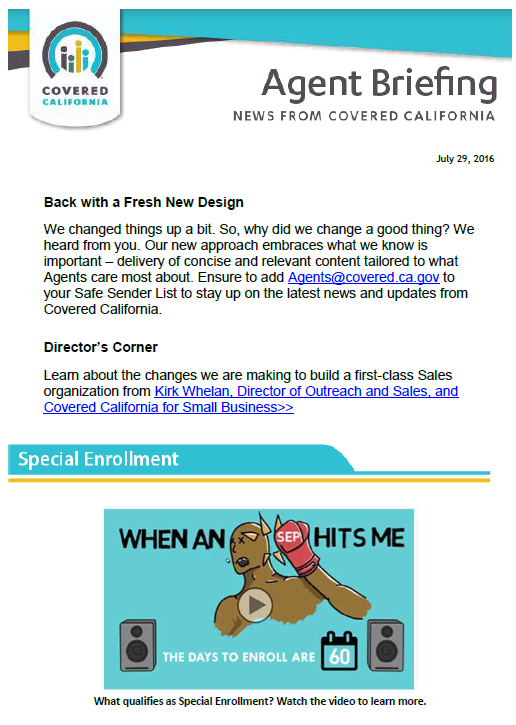 COVERED
CALIFORNIA
Agent Briefing
NEWS FROM COVERED CALIFORNIA
July 29, 2016
Back with a Fresh New Design
We changed things up a bit. So, why did we change a good thing? We
heard from you. Our new approach embraces what we know is
important – delivery of concise and relevant content tailored to what
Agents care most about. Ensure to add Agents@covered.ca.gov to
your Safe Sender List to stay up on the latest news and updates from
Covered California.
Director's Corner
Learn about the changes we are making to build a first-class Sales
organization from Kirk Whelan, Director of Outreach and Sales, and
Covered California for Small Business>>
Special Enrollment
WHEN AN SEP HITS ME
THE DAYS TO ENROLL ARE 60
What qualifies as Special Enrollment? Watch the video to learn more.